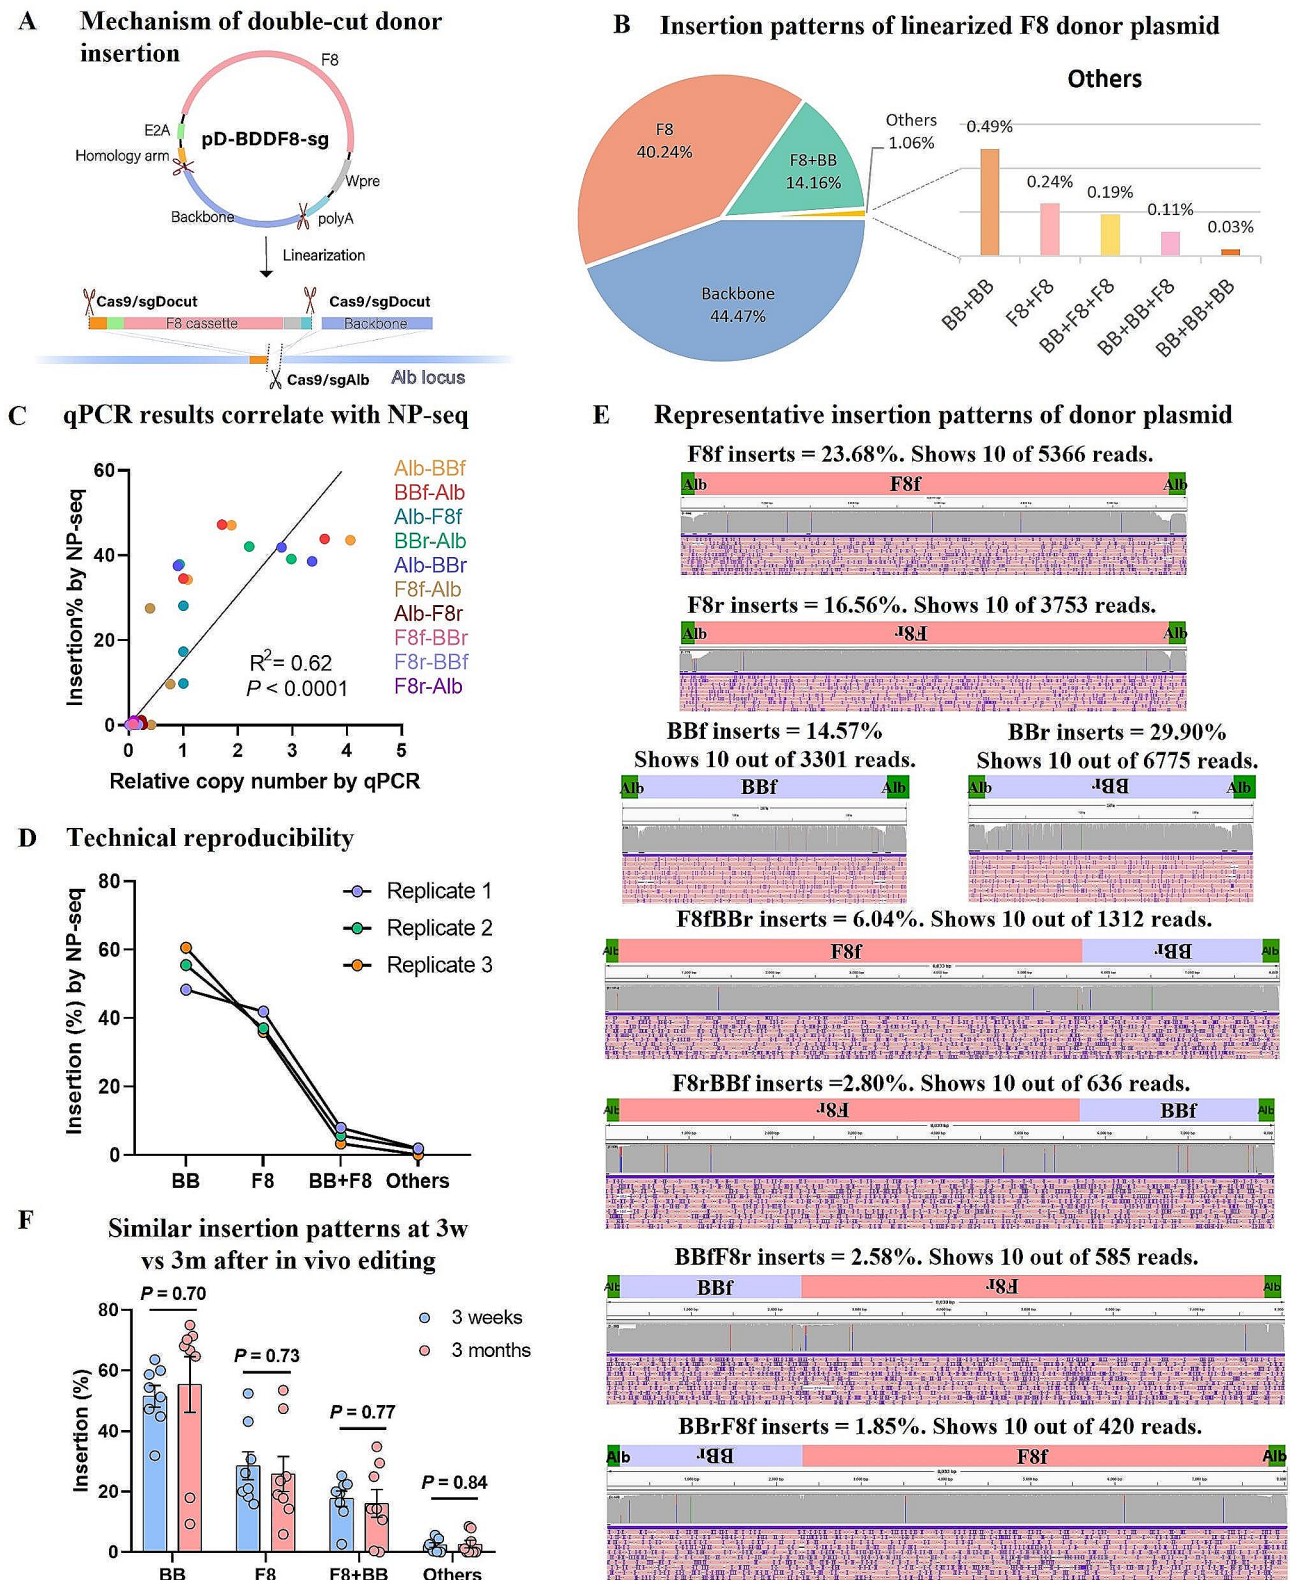 A Mechanism of double-cut donor
insertion
F8
E2A
pD-BDDF8-sg
Homology arm
Wpre
Backbone
polyA
Linearization
Cas9/sgDocut
Cas9/sgDocut
F8 cassette
Backbone
Cas9/sgAlb
Alb locus
B Insertion patterns of linearized F8 donor plasmid
F8
40.24%
F8+BB
14.16%
Others
1.06%
Backbone
44.47%
Others
0.49%
0.24%
0.19%
0.11%
0.03%
BB+BB
F8+F8
BB+F8+F8
BB+BB+F8
BB+BB+BB
C qPCR results correlate with NP-seq
Insertion% by NP-seq
60
40
20
0
0 1 2 3 4 5
Relative copy number by qPCR
R2= 0.62
P < 0.0001
Alb-BBf
BBf-Alb
Alb-F8f
BBr-Alb
Alb-BBr
F8f-Alb
Alb-F8r
F8f-BBr
F8r-BBf
F8r-Alb
D Technical reproducibility
Insertion (%) by NP-seq
80
60
40
20
0
Replicate 1
Replicate 2
Replicate 3
BB F8 BB+F8 Others
F Similar insertion patterns at 3w
vs 3m after in vivo editing
Insertion (%)
80
60
40
20
0
P = 0.70
P = 0.73
P = 0.77
P = 0.84
3 weeks
3 months
BB F8 F8+BB Others
E Representative insertion patterns of donor plasmid
F8f inserts = 23.68%. Shows 10 of 5366 reads.
Alb F8f Alb
F8r inserts = 16.56%. Shows 10 of 3753 reads.
Alb F8r Alb
BBf inserts = 14.57%
Shows 10 out of 3301 reads.
Alb BBf Alb
BBr inserts = 29.90%
Shows 10 out of 6775 reads.
Alb BBr Alb
F8fBBr inserts = 6.04%. Shows 10 out of 1312 reads.
Alb F8f BBr Alb
F8rBBf inserts =2.80%. Shows 10 out of 636 reads.
Alb F8r BBf Alb
BBfF8r inserts = 2.58%. Shows 10 out of 585 reads.
Alb BBf F8r Alb
BBrF8f inserts = 1.85%. Shows 10 out of 420 reads.
Alb BBr F8f Alb